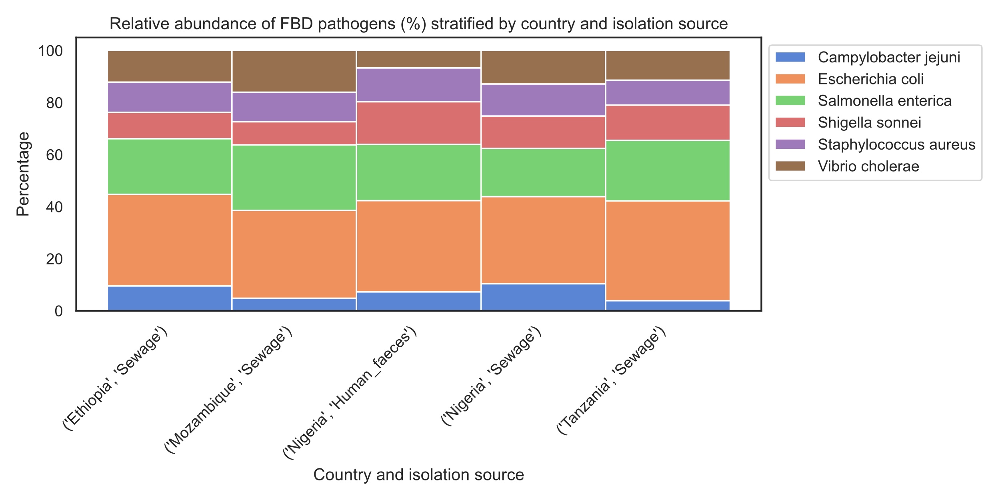 Relative abundance of FBD pathogens (%) stratified by country and isolation source
100
80
60
40
20
0
Percentage
Campylobacter jejuni
Escherichia coli
Salmonella enterica
Shigella sonnei
Staphylococcus aureus
Vibrio cholerae
('Ethiopia', 'Sewage')
('Mozambique', 'Sewage')
('Nigeria', 'Human_faeces')
('Nigeria', 'Sewage')
('Tanzania', 'Sewage')
Country and isolation source